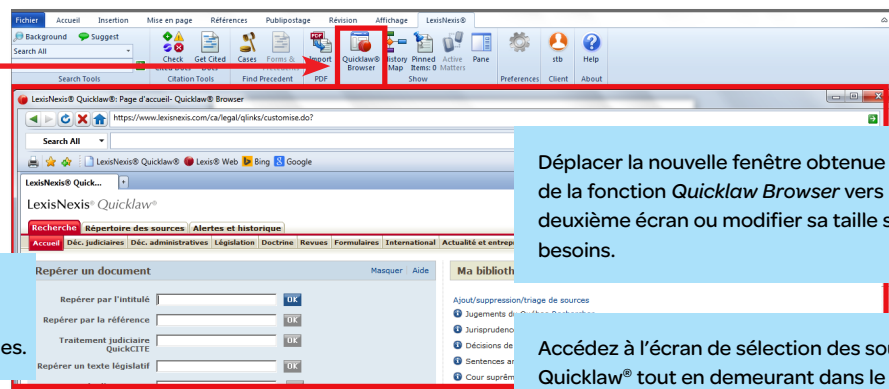 Fichier Accueil Insertion Mise en page Références Publipostage Révision Affichage LexisNexis®
Background Suggest
Search All
Check Get Cited Docs Cases Forms & Import Quicklaw® Browser History Map Pinned Items: 0 Active Matters Pane stb Help
Search Tools Citation Tools Find Precedent PDF Show Preferences Client About
LexisNexis® Quicklaw®: Page d'accueil- Quicklaw® Browser
https://www.lexisnexis.com/ca/legal/qlinks/customise.do?
Search All
LexisNexis® Quicklaw® Lexis® Web Bing Google
LexisNexis® Quick...
LexisNexis® Quicklaw®
Recherche Répertoire des sources Alertes et historique
Accueil Déc. judiciaires Déc. administratives Législation Doctrine Revues Formulaires International Actualité et
Repérer un document Masquer Aide Ma
Repérer par l'intitulé OK
Repérer par la référence OK
Traitement judiciaire QuickCITE OK
Repérer un texte législatif OK
Ajout/suppression/triage de sources
Jugements du Québec
Décisions de
Sentences
Cour
Déplacer la nouvelle fenêtre obtenue
de la fonction Quicklaw Browser vers
deuxième écran ou modifier sa taille
besoins.
es.
Accédez à l'écran de sélection des
Quicklaw® tout en demeurant dans le